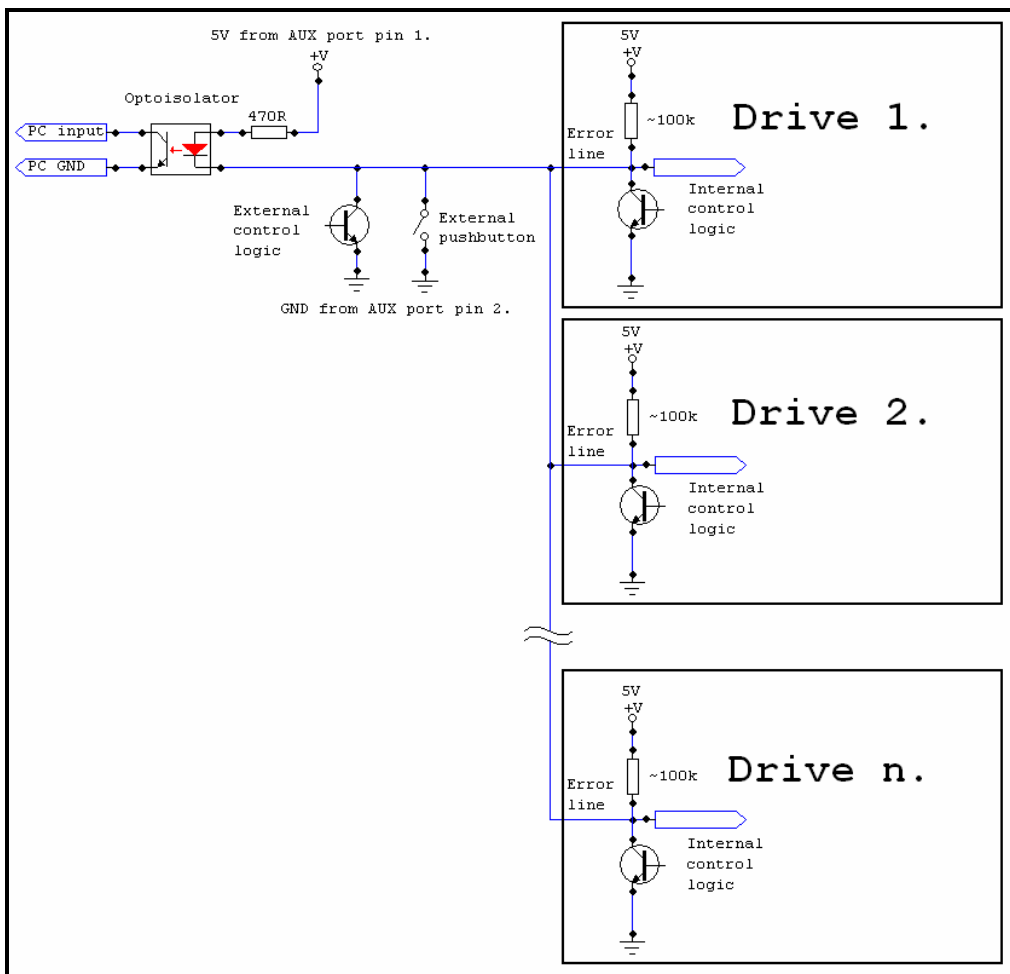 5V from AUX port pin 1.
+V
Optoisolator
470R
PC input
PC GND
External
control
logic
External
pushbutton
GND from AUX port pin 2.
5V
+V
~100k
Drive 1.
Error
line
Internal
control
logic
5V
+V
~100k
Drive 2.
Error
line
Internal
control
logic
5V
+V
~100k
Drive n.
Error
line
Internal
control
logic